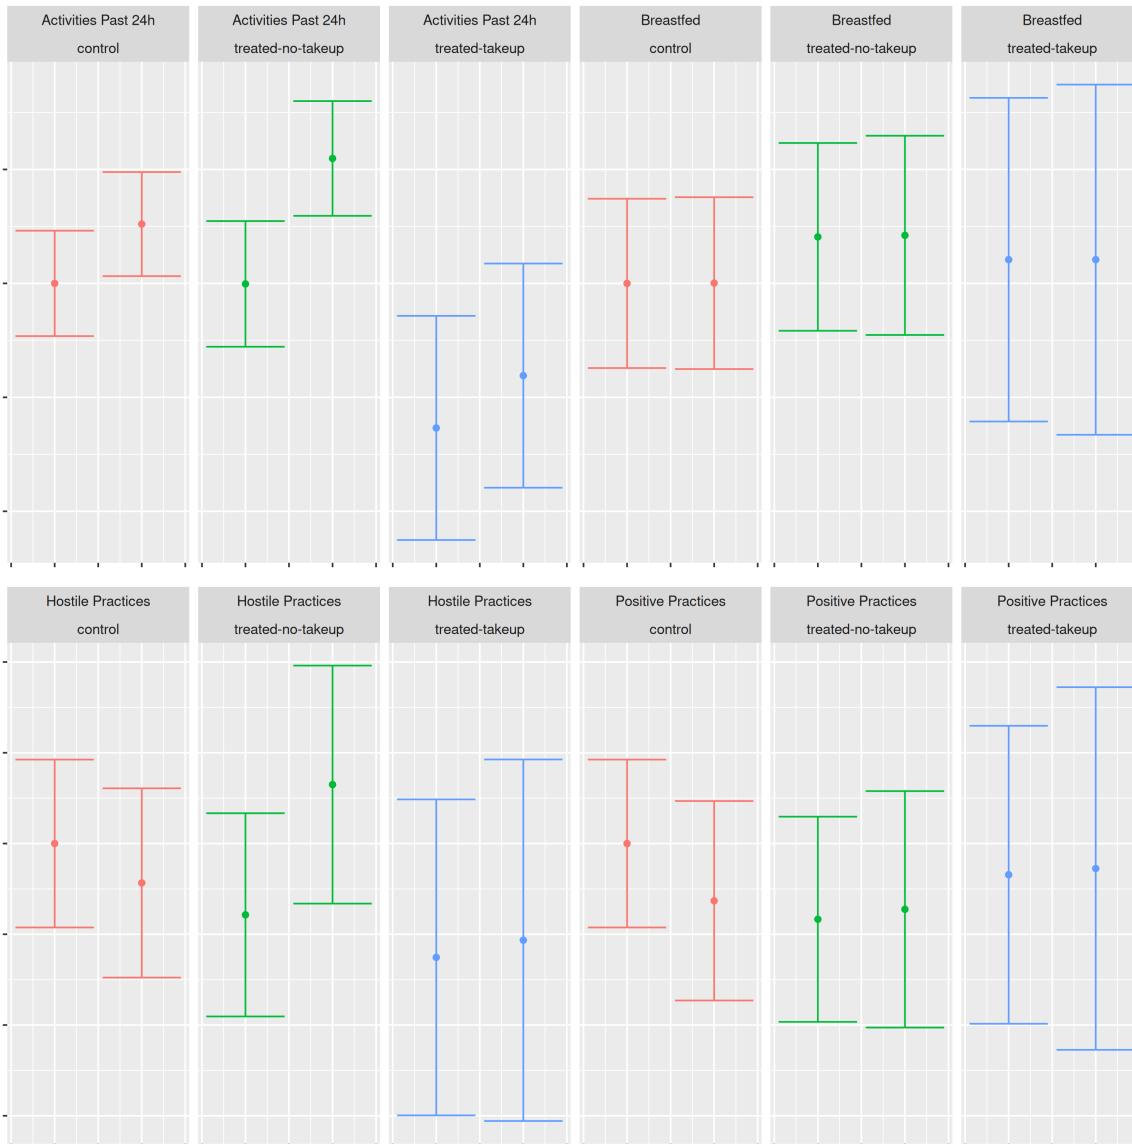 Activities Past 24h
control
Activities Past 24h
treated-no-takeup
Activities Past 24h
treated-takeup
Breastfed
control
Breastfed
treated-no-takeup
Breastfed
treated-takeup
Hostile Practices
control
Hostile Practices
treated-no-takeup
Hostile Practices
treated-takeup
Positive Practices
control
Positive Practices
treated-no-takeup
Positive Practices
treated-takeup